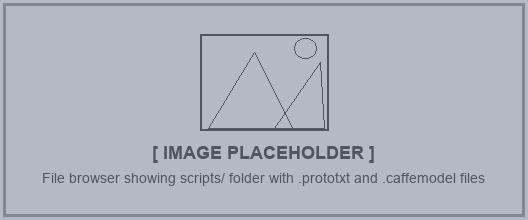 [ IMAGE PLACEHOLDER ]
File browser showing scripts/ folder with .prototxt and .caffemodel files